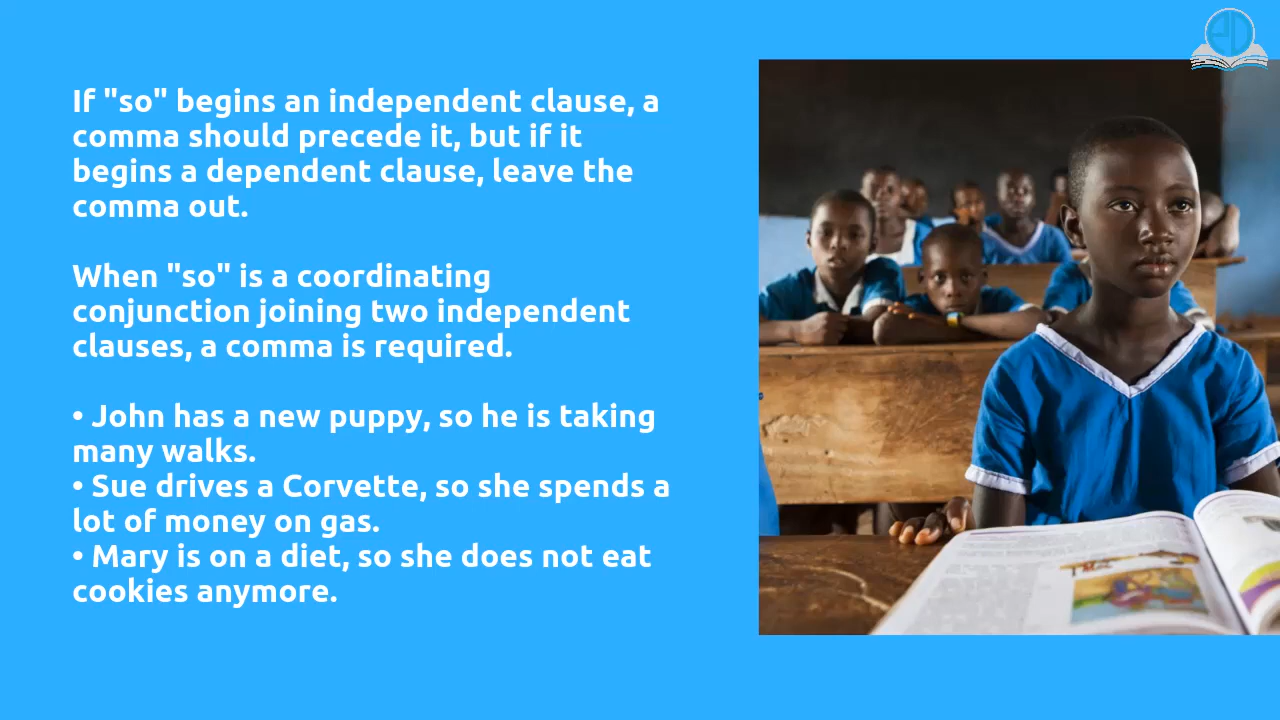 If "so" begins an independent clause, a
comma should precede it, but if it
begins a dependent clause, leave the
comma out.
When "so" is a coordinating
conjunction joining two independent
clauses, a comma is required.
• John has a new puppy, so he is taking
many walks.
• Sue drives a Corvette, so she spends a
lot of money on gas.
• Mary is on a diet, so she does not eat
cookies anymore.